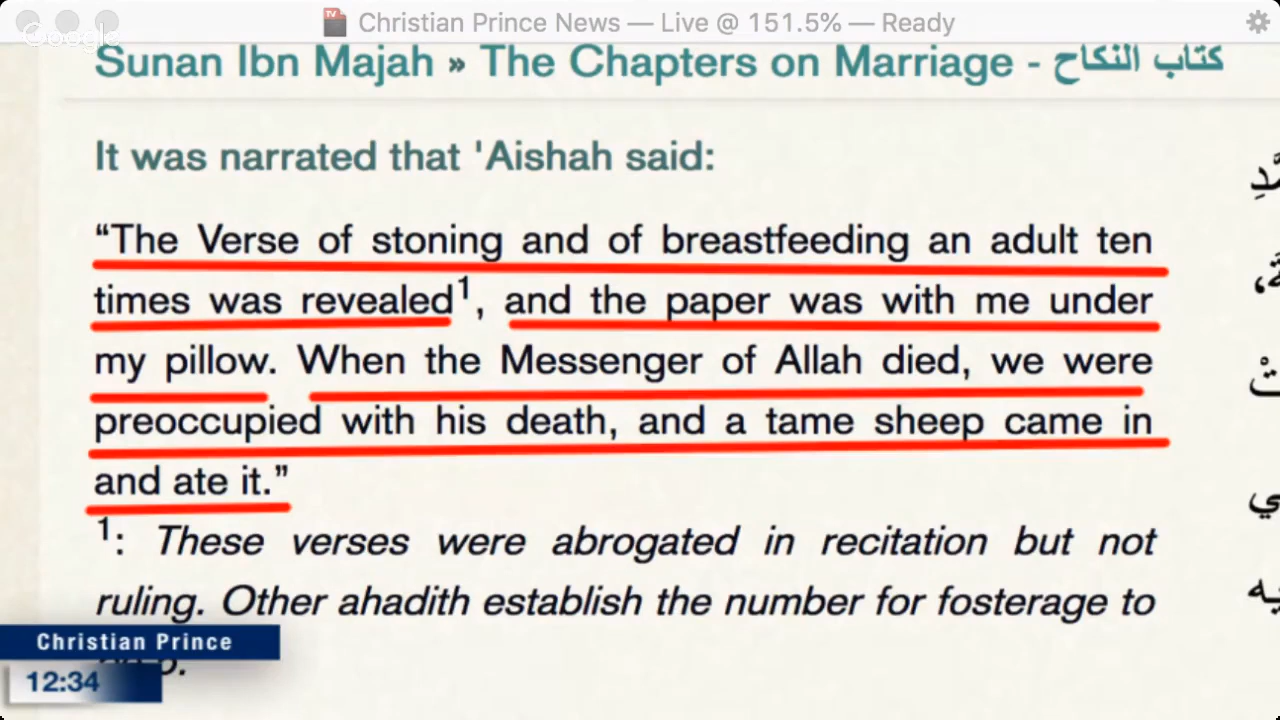 Christian Prince News — Live @ 151.5% — Ready
Google
Sunan Ibn Majah » The Chapters on Marriage - كتاب النكاح
It was narrated that 'Aishah said:
“The Verse of stoning and of breastfeeding an adult ten
times was revealed1, and the paper was with me under
my pillow. When the Messenger of Allah died, we were
preoccupied with his death, and a tame sheep came in
and ate it.”
1: These verses were abrogated in recitation but not
ruling. Other ahadith establish the number for fosterage to
Christian Prince
12:34